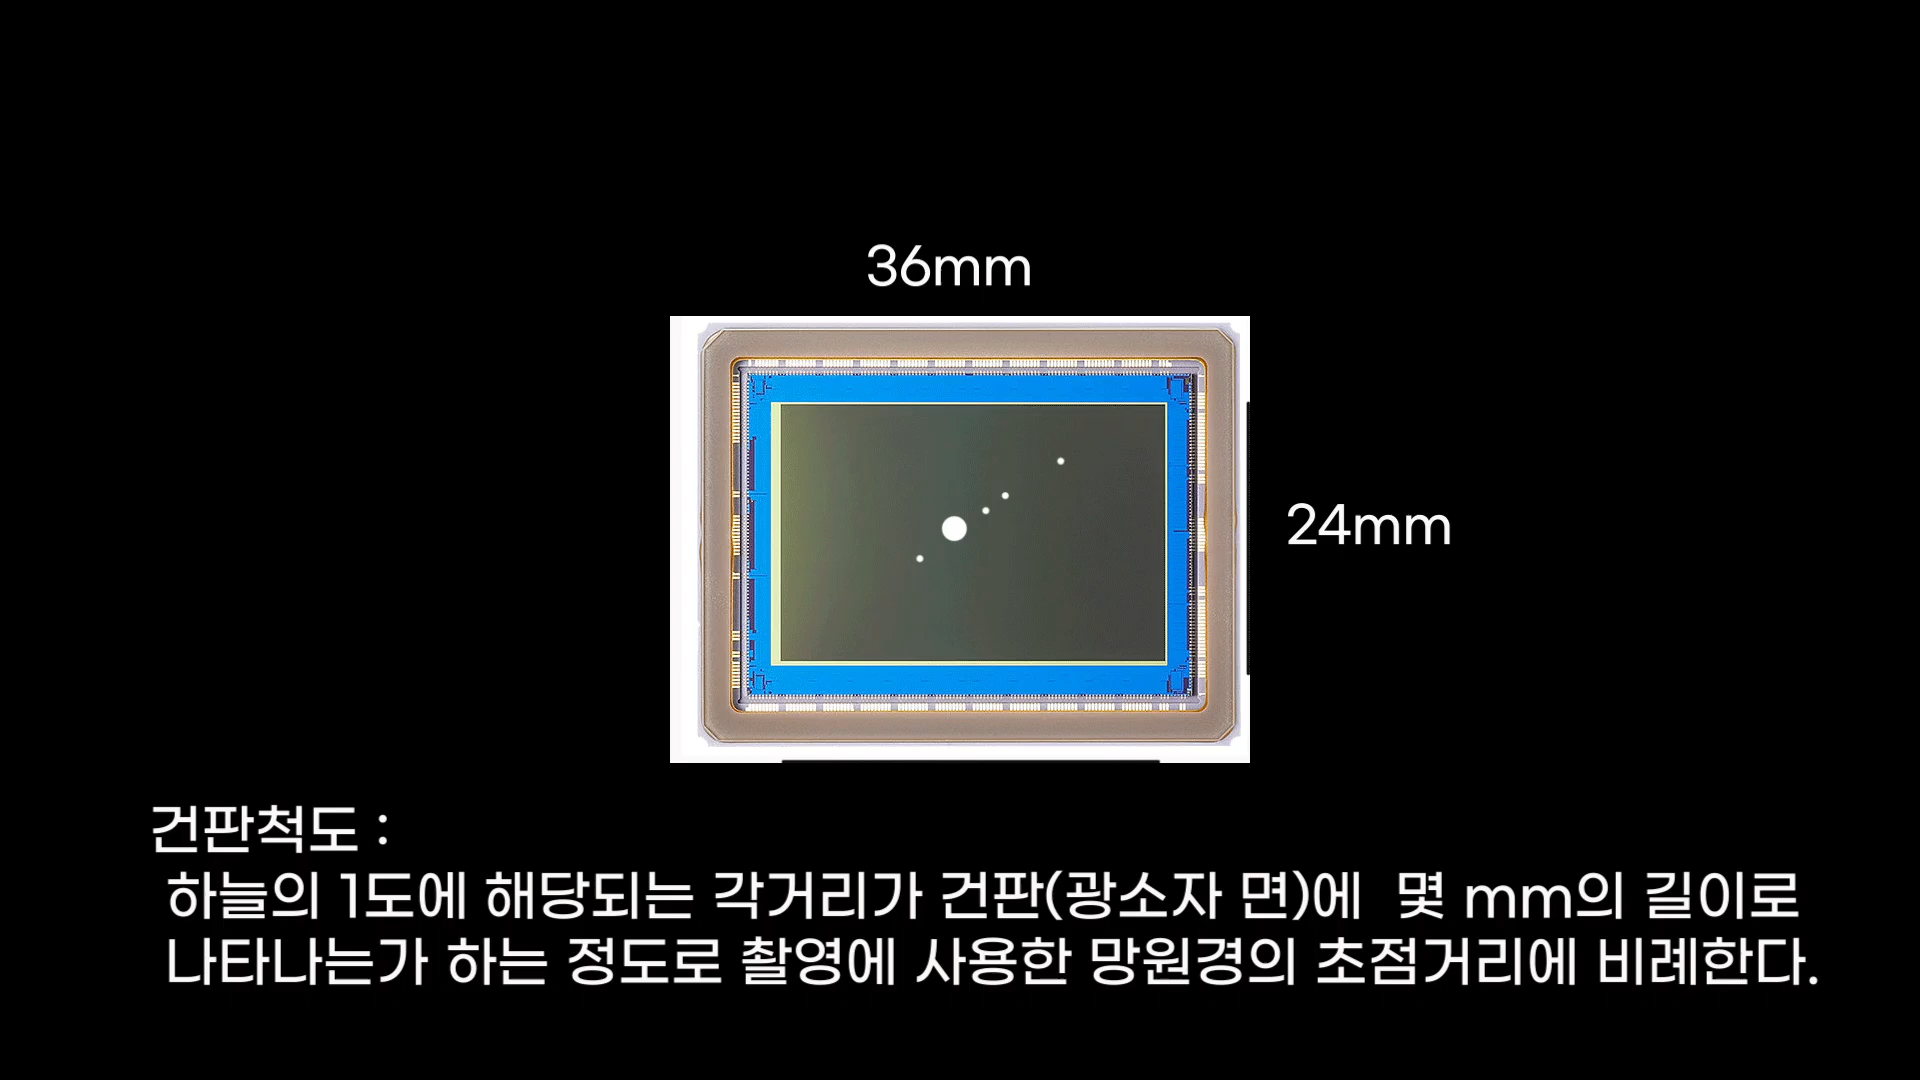 36mm
24mm
건판척도 :
하늘의 1도에 해당되는 각거리가 건판(광소자 면)에 몇 mm의 길이로
나타나는가 하는 정도로 촬영에 사용한 망원경의 초점거리에 비례한다.